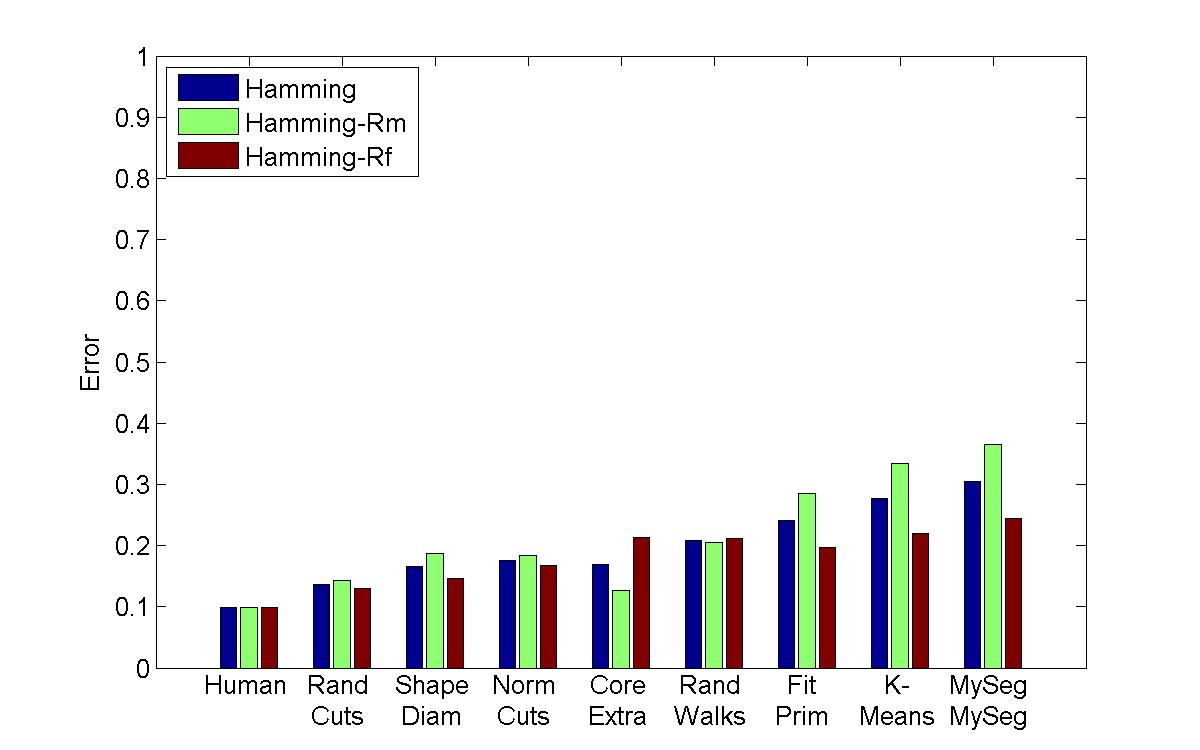 1
0.9
0.8
0.7
0.6
0.5
0.4
0.3
0.2
0.1
0
Error
Hamming
Hamming-Rm
Hamming-Rf
Human
Rand
Cuts
Shape
Diam
Norm
Cuts
Core
Extra
Rand
Walks
Fit
Prim
K-
Means
MySeg
MySeg